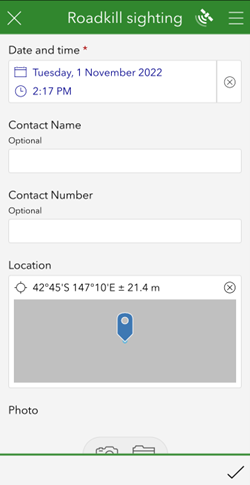 Roadkill sighting
Date and time *
Tuesday, 1 November 2022
2:17 PM
Contact Name
Optional
Contact Number
Optional
Location
42°45'S 147°10'E ± 21.4 m
Photo